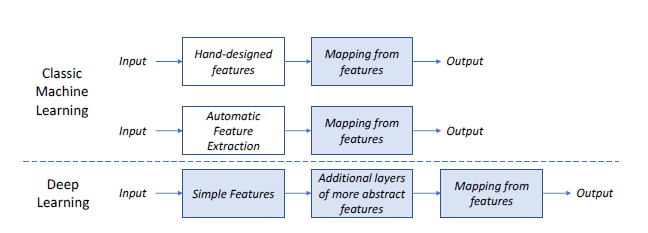 Classic
Machine
Learning
Input
Hand-designed
features
Mapping from
features
Output
Input
Automatic
Feature
Extraction
Mapping from
features
Output
Deep
Learning
Input
Simple Features
Additional layers
of more abstract
features
Mapping from
features
Output